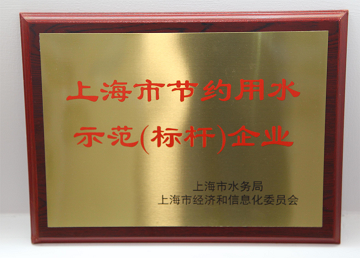 上海市节约用水
示范(标杆)企业
上海市水务局
上海市经济和信息化委员会